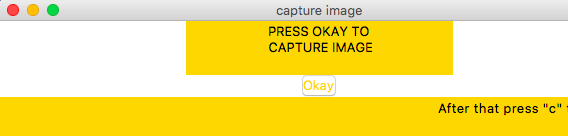 capture image
PRESS OKAY TO
CAPTURE IMAGE
Okay
After that press "c"